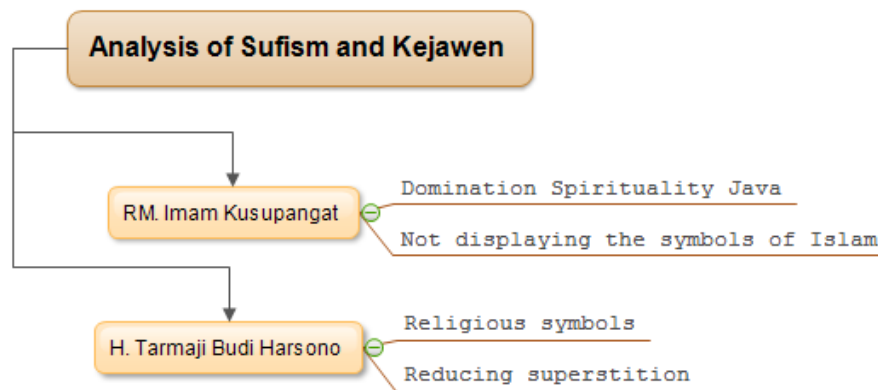 Analysis of Sufism and Kejawen
RM. Imam Kusupangat
Domination Spirituality Java
Not displaying the symbols of Islam
H. Tarmaji Budi Harsono
Religious symbols
Reducing superstition